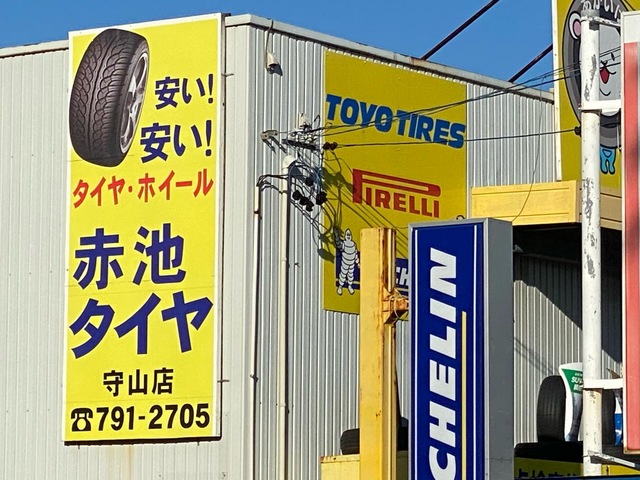 安い!
安い!
タイヤ・ホイール
赤池
タイヤ
守山店
☎791-2705
TOYO TIRES
PIRELLI
CHELIN